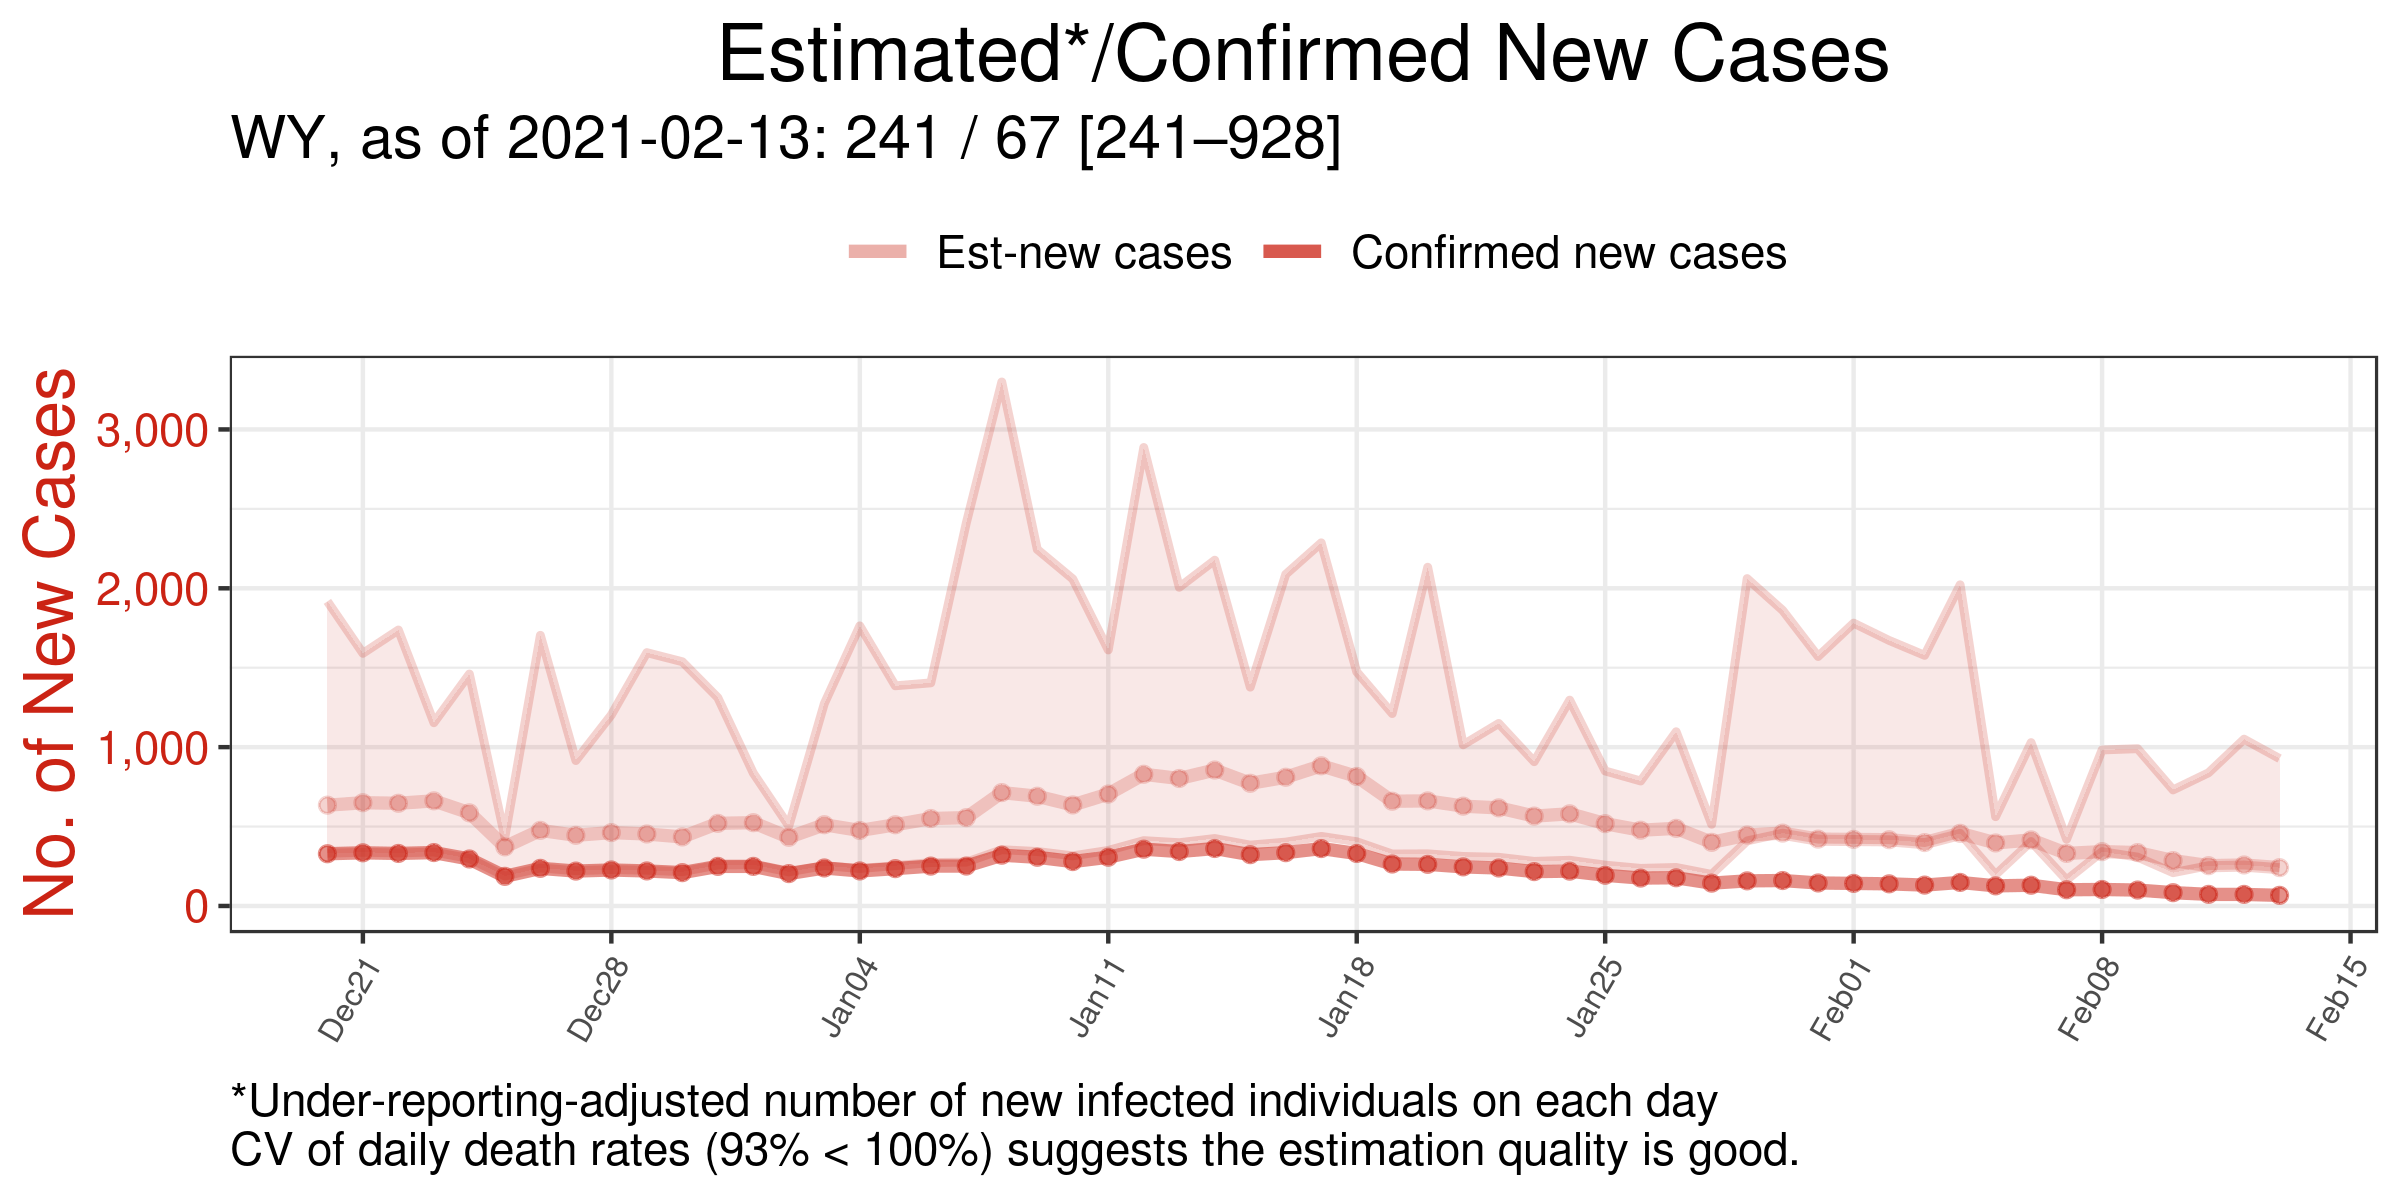 Estimated*/Confirmed New Cases
WY, as of 2021-02-13: 241 / 67 [241–928]
Est-new cases
Confirmed new cases
No. of New Cases
3,000
2,000
1,000
0
Dec21
Dec28
Jan04
Jan11
Jan18
Jan25
Feb01
Feb08
Feb15
*Under-reporting-adjusted number of new infected individuals on each day
CV of daily death rates (93% < 100%) suggests the estimation quality is good.